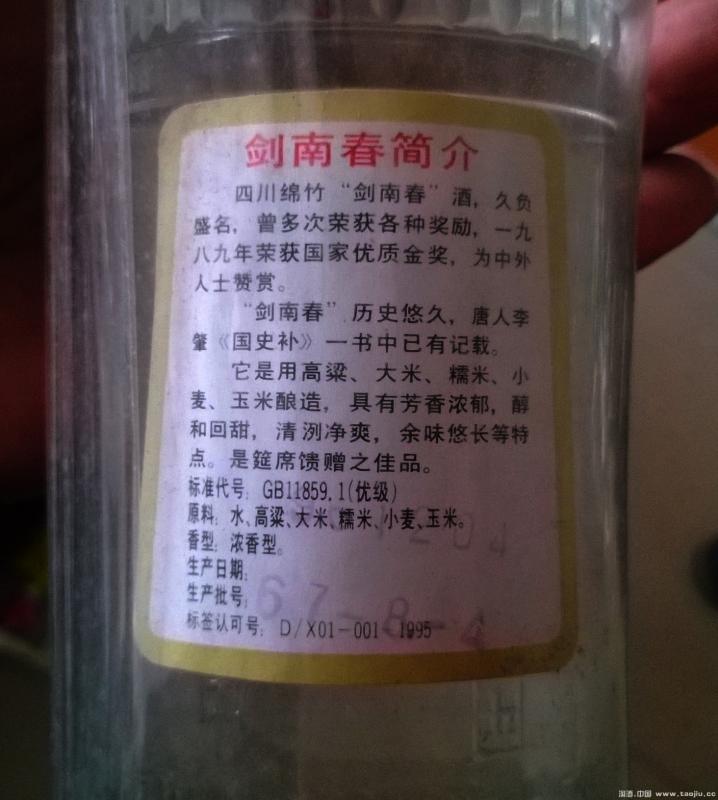 剑南春简介
四川绵竹“剑南春”酒，久负
盛名，曾多次荣获各种奖励，一九
八九年荣获国家优质金奖，为中外
人士赞赏。
“剑南春”历史悠久，唐人李
肇《国史补》一书中已有记载。
它是用高粱、大米、糯米、小
麦、玉米酿造，具有芳香浓郁，醇
和回甜，清洌净爽，余味悠长等特
点。是筵席馈赠之佳品。
标准代号：GB11859.1(优级)
原料：水、高粱、大米、糯米、小麦、玉米。
香型：浓香型。
生产日期：
生产批号：67-8-4
标签认可号：D/X01-001-1995
淘酒.中国 www.taojiu.cc